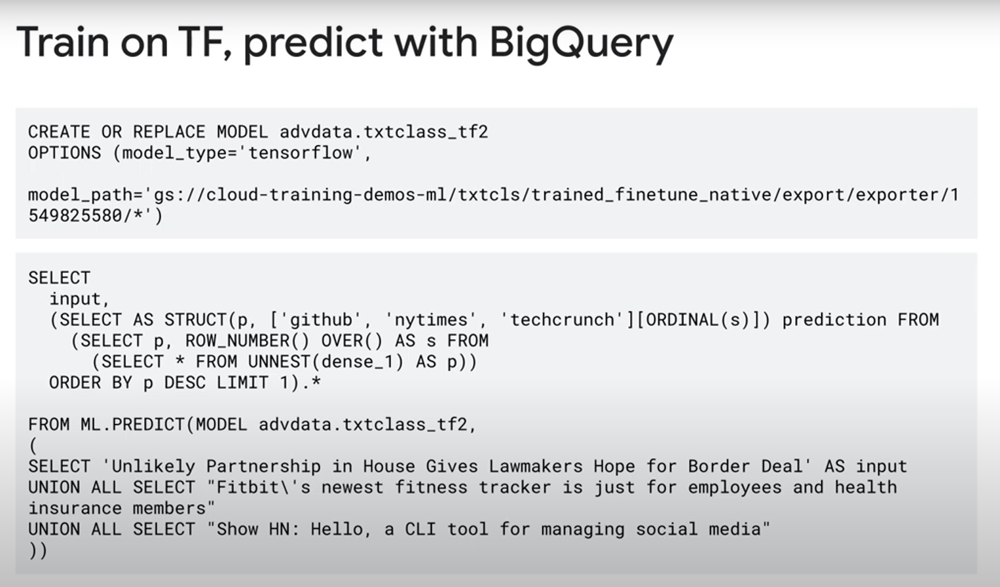 Train on TF, predict with BigQuery
CREATE OR REPLACE MODEL advdata.txtclass_tf2
OPTIONS (model_type='tensorflow',
model_path='gs://cloud-training-demos-ml/txtcls/trained_finetune_native/export/exporter/1
549825580/*')
SELECT
  input,
  (SELECT AS STRUCT(p, ['github', 'nytimes', 'techcrunch'][ORDINAL(s)]) prediction FROM
    (SELECT p, ROW_NUMBER() OVER() AS s FROM
      (SELECT * FROM UNNEST(dense_1) AS p))
  ORDER BY p DESC LIMIT 1).*
FROM ML.PREDICT(MODEL advdata.txtclass_tf2,
(
SELECT 'Unlikely Partnership in House Gives Lawmakers Hope for Border Deal' AS input
UNION ALL SELECT "Fitbit\'s newest fitness tracker is just for employees and health
insurance members"
UNION ALL SELECT "Show HN: Hello, a CLI tool for managing social media"
))